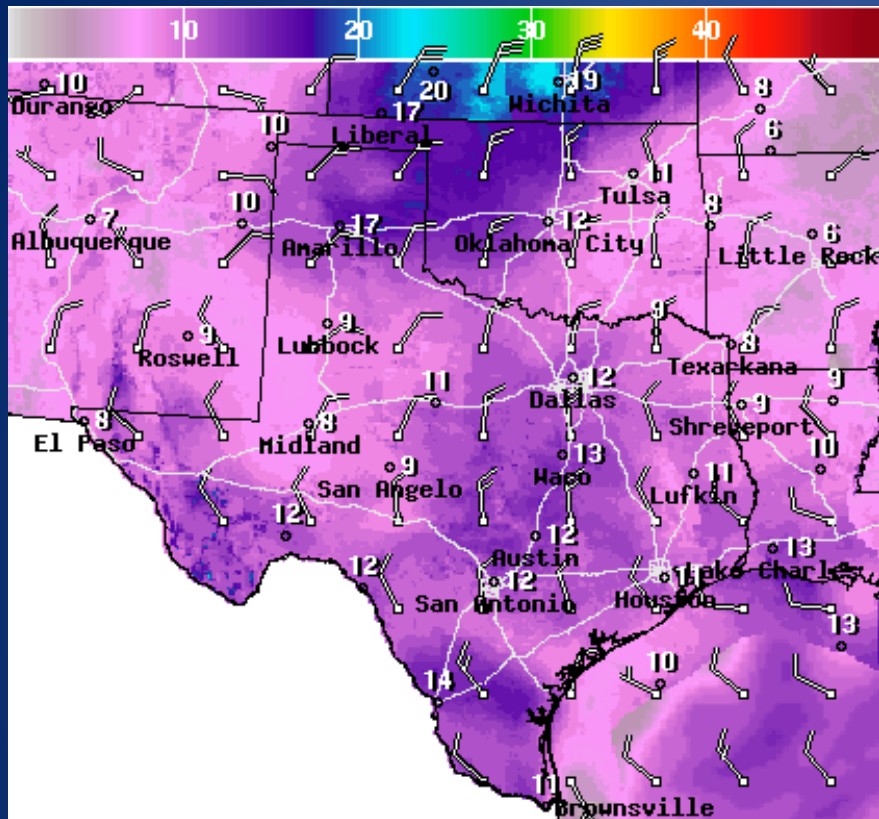 10 20 30 40
10 Durango
20
19 Wichita
17 Liberal
8
10
6
11 Tulsa
7 Albuquerque
10
17 Amarillo
12 Oklahoma City
8
6 Little Rock
9 Roswell
9 Lubbock
9
8 Texarkana
12 Dallas
11
9 Shreveport
9
8 El Paso
8 Midland
13 Waco
9 San Angelo
11 Lufkin
10
12
12 Austin
13 Lake Charles
12
12 San Antonio
11 Houston
13
14
10
11 Brownsville